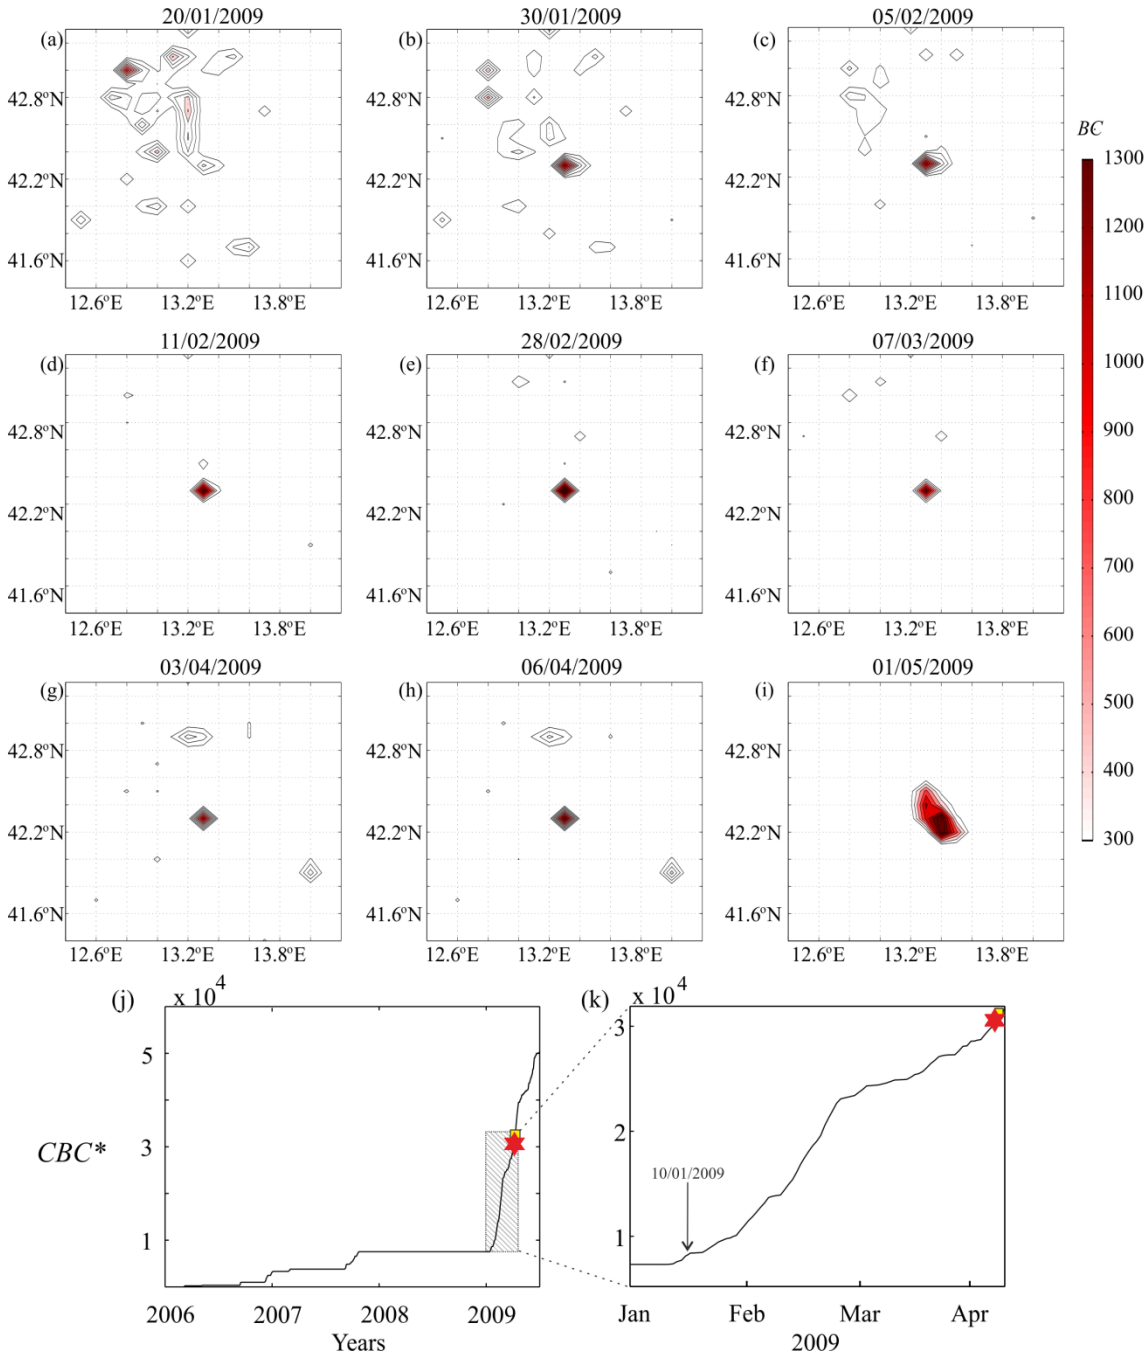 20/01/2009 30/01/2009 05/02/2009
(a) (b) (c)
42.8ºN 42.8ºN 42.8ºN
42.2ºN 42.2ºN 42.2ºN
41.6ºN 41.6ºN 41.6ºN
12.6ºE 13.2ºE 13.8ºE 12.6ºE 13.2ºE 13.8ºE 12.6ºE 13.2ºE 13.8ºE
BC
1300
1200
1100
1000
900
800
700
600
500
400
300
11/02/2009 28/02/2009 07/03/2009
(d) (e) (f)
42.8ºN 42.8ºN 42.8ºN
42.2ºN 42.2ºN 42.2ºN
41.6ºN 41.6ºN 41.6ºN
12.6ºE 13.2ºE 13.8ºE 12.6ºE 13.2ºE 13.8ºE 12.6ºE 13.2ºE 13.8ºE
03/04/2009 06/04/2009 01/05/2009
(g) (h) (i)
42.8ºN 42.8ºN 42.8ºN
42.2ºN 42.2ºN 42.2ºN
41.6ºN 41.6ºN 41.6ºN
12.6ºE 13.2ºE 13.8ºE 12.6ºE 13.2ºE 13.8ºE 12.6ºE 13.2ºE 13.8ºE
(j) x 10⁴
5
3
1
CBC*
2006 2007 2008 2009
Years
(k) x 10⁴
3
2
1
10/01/2009
Jan Feb Mar Apr
2009